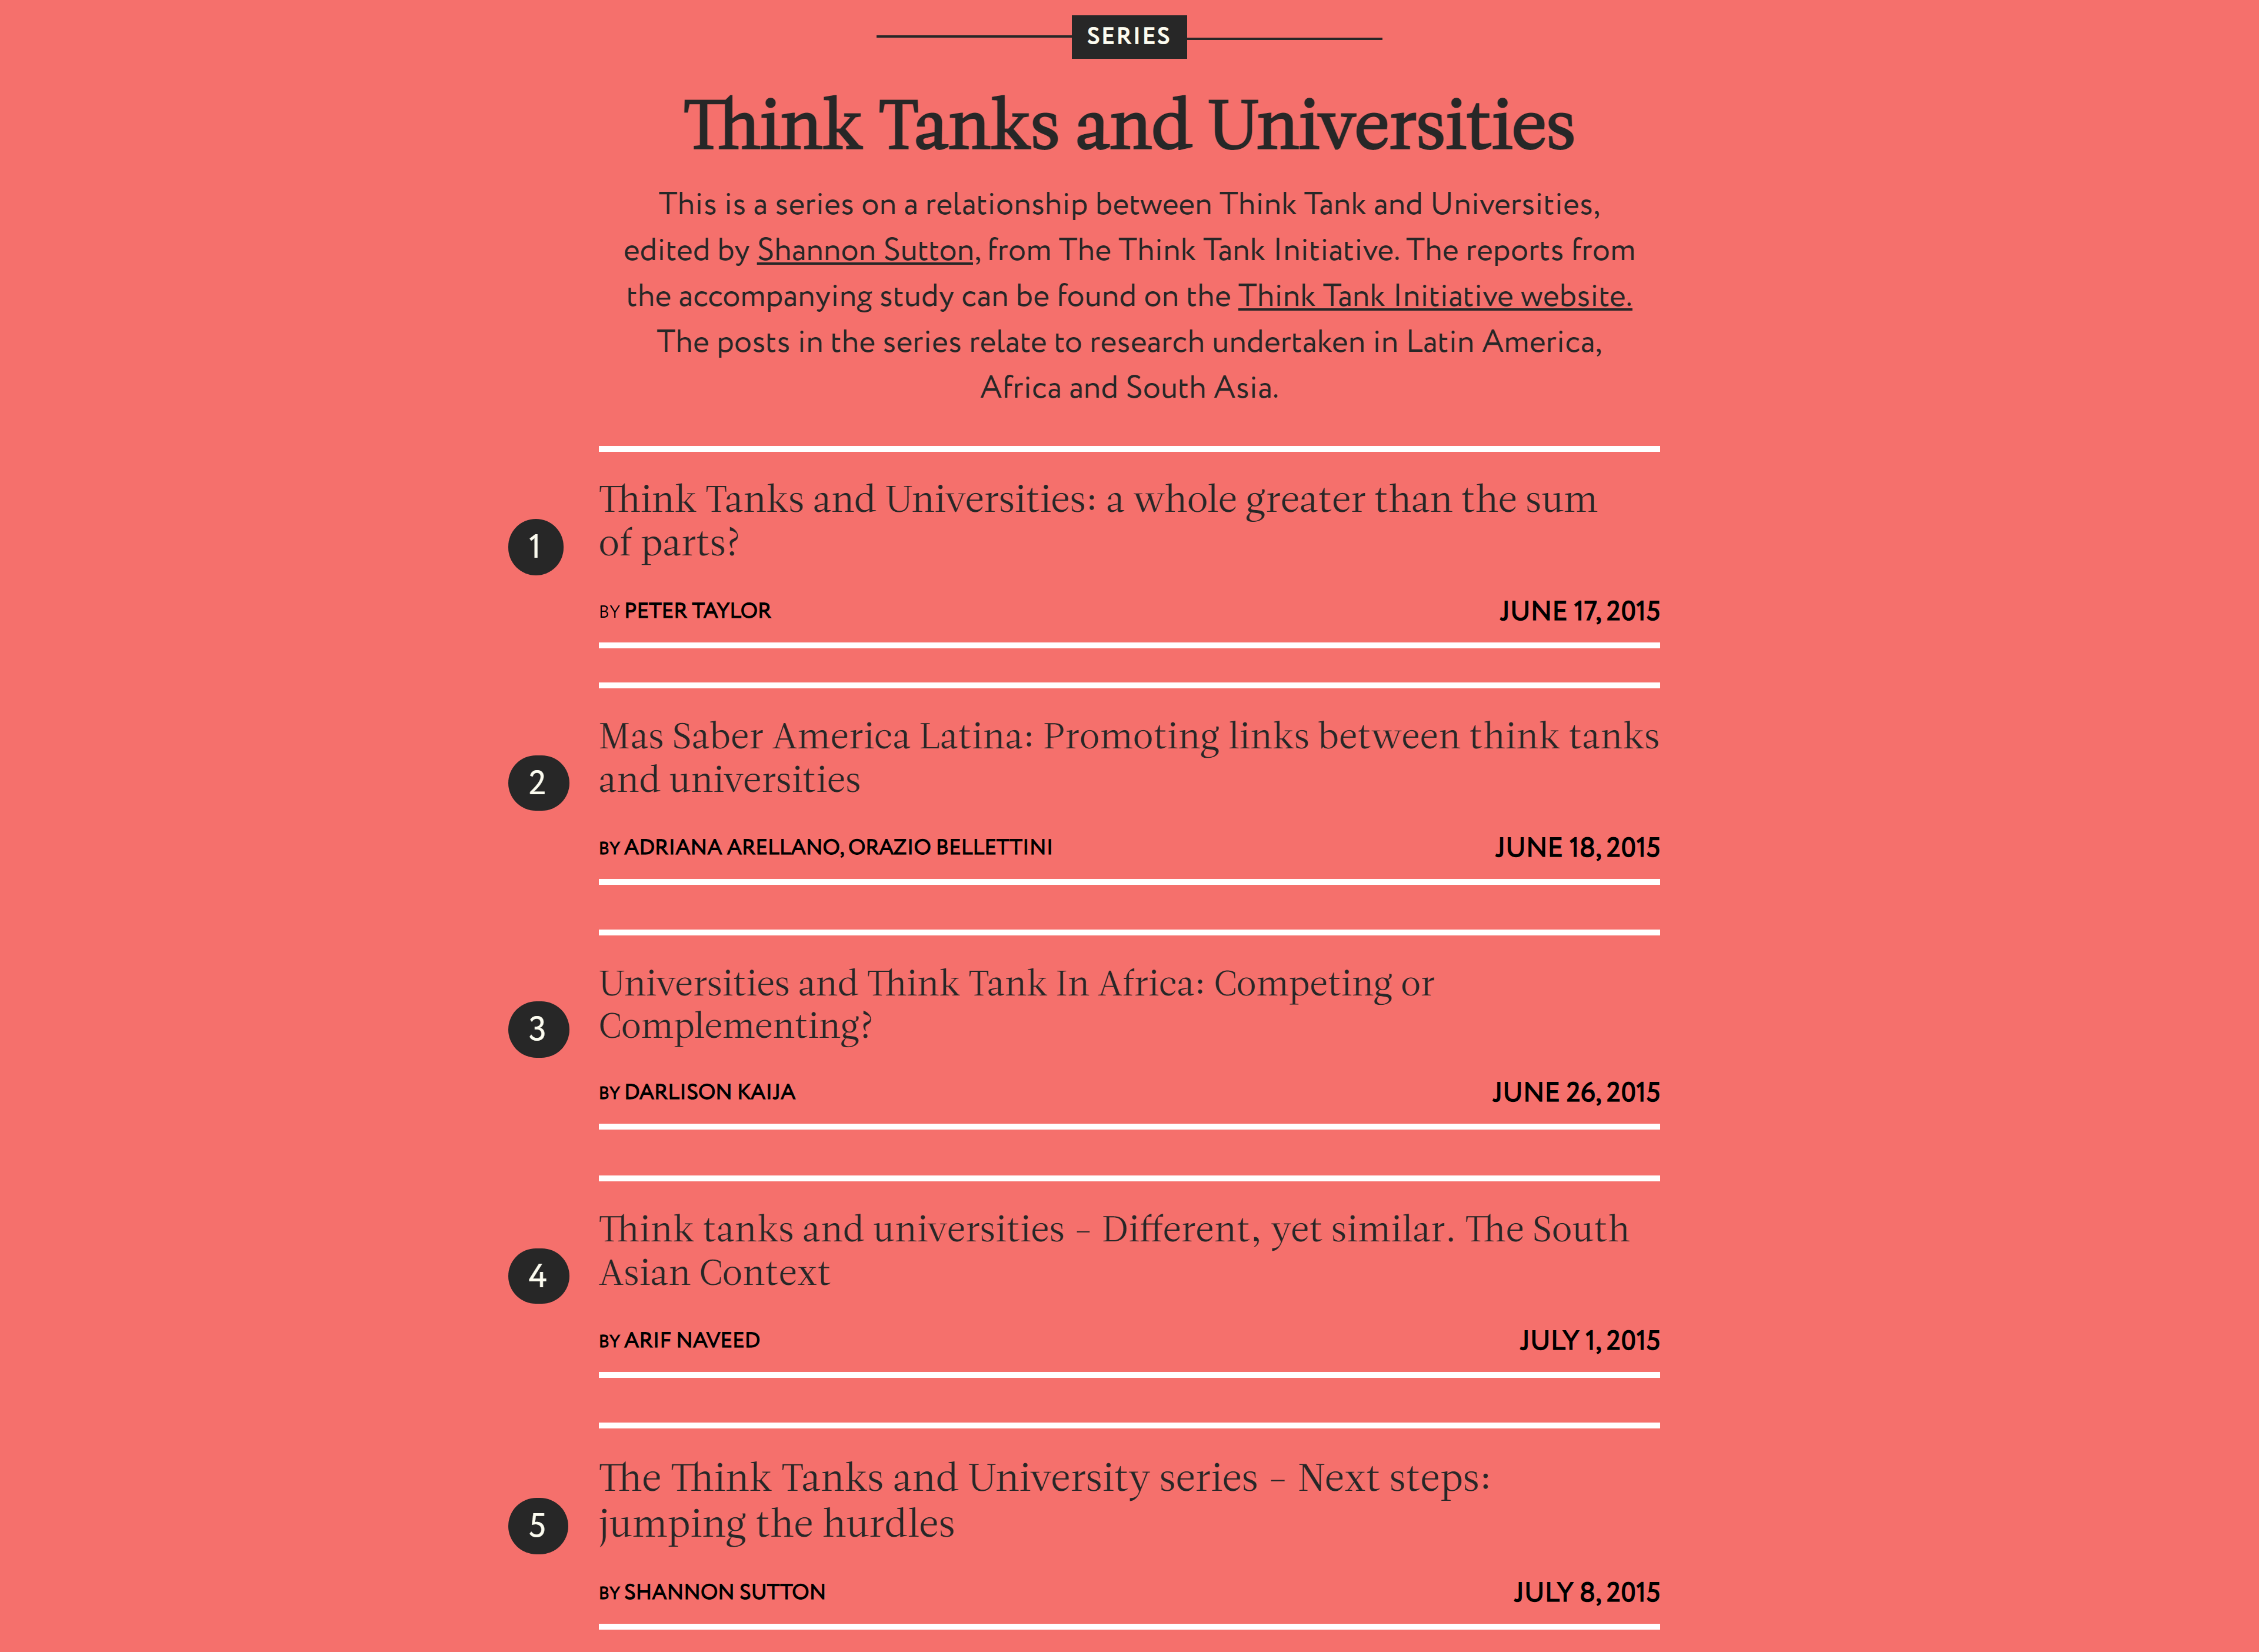 SERIES
Think Tanks and Universities
This is a series on a relationship between Think Tank and Universities,
edited by Shannon Sutton, from The Think Tank Initiative. The reports from
the accompanying study can be found on the Think Tank Initiative website.
The posts in the series relate to research undertaken in Latin America,
Africa and South Asia.
1
Think Tanks and Universities: a whole greater than the sum
of parts?
BY PETER TAYLOR JUNE 17, 2015
2
Mas Saber America Latina: Promoting links between think tanks
and universities
BY ADRIANA ARELLANO, ORAZIO BELLETTINI JUNE 18, 2015
3
Universities and Think Tank In Africa: Competing or
Complementing?
BY DARLISON KAIJA JUNE 26, 2015
4
Think tanks and universities – Different, yet similar. The South
Asian Context
BY ARIF NAVEED JULY 1, 2015
5
The Think Tanks and University series – Next steps:
jumping the hurdles
BY SHANNON SUTTON JULY 8, 2015